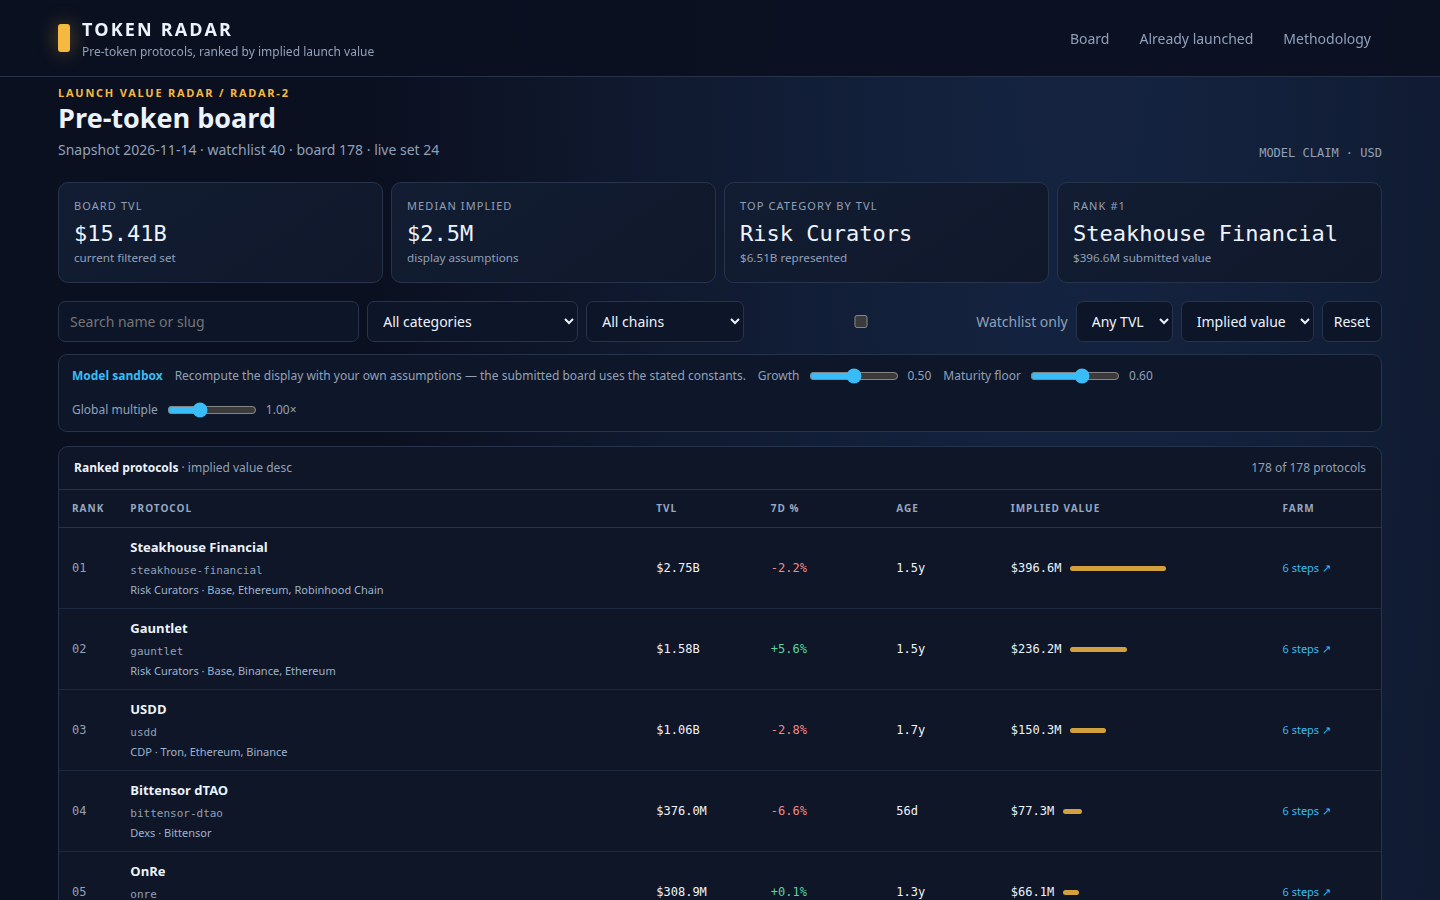 TOKEN RADAR
Pre-token protocols, ranked by implied launch value
Board Already launched Methodology
LAUNCH VALUE RADAR / RADAR-2
Pre-token board
Snapshot 2026-11-14 · watchlist 40 · board 178 · live set 24
MODEL CLAIM · USD
BOARD TVL
$15.41B
current filtered set
MEDIAN IMPLIED
$2.5M
display assumptions
TOP CATEGORY BY TVL
Risk Curators
$6.51B represented
RANK #1
Steakhouse Financial
$396.6M submitted value
Search name or slug All categories All chains Watchlist only Any TVL Implied value Reset
Model sandbox Recompute the display with your own assumptions — the submitted board uses the stated constants. Growth 0.50 Maturity floor 0.60
Global multiple 1.00×
Ranked protocols · implied value desc 178 of 178 protocols
RANK PROTOCOL TVL 7D % AGE IMPLIED VALUE FARM
Steakhouse Financial
01 steakhouse-financial $2.75B -2.2% 1.5y $396.6M 6 steps ↗
Risk Curators · Base, Ethereum, Robinhood Chain
Gauntlet
02 gauntlet $1.58B +5.6% 1.5y $236.2M 6 steps ↗
Risk Curators · Base, Binance, Ethereum
USDD
03 usdd $1.06B -2.8% 1.7y $150.3M 6 steps ↗
CDP · Tron, Ethereum, Binance
Bittensor dTAO
04 bittensor-dtao $376.0M -6.6% 56d $77.3M 6 steps ↗
Dexs · Bittensor
OnRe
05 onre $308.9M +0.1% 1.3y $66.1M 6 steps ↗